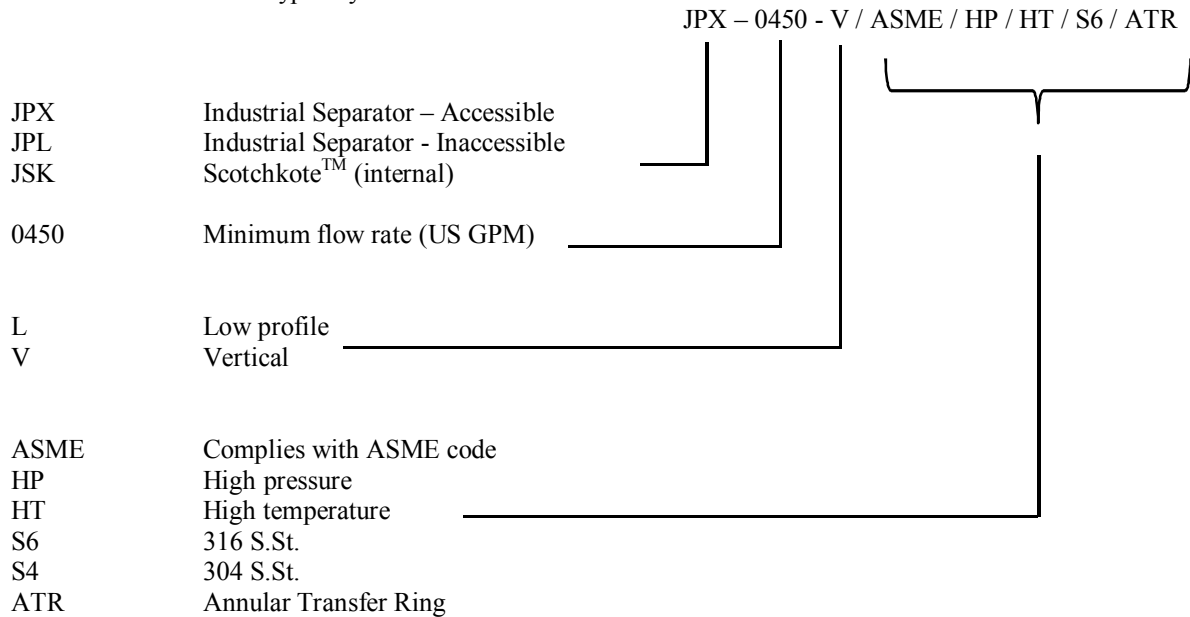 JPX – 0450 - V / ASME / HP / HT / S6 / ATR
JPX Industrial Separator – Accessible
JPL Industrial Separator - Inaccessible
JSK Scotchkote™ (internal)
0450 Minimum flow rate (US GPM)
L Low profile
V Vertical
ASME Complies with ASME code
HP High pressure
HT High temperature
S6 316 S.St.
S4 304 S.St.
ATR Annular Transfer Ring